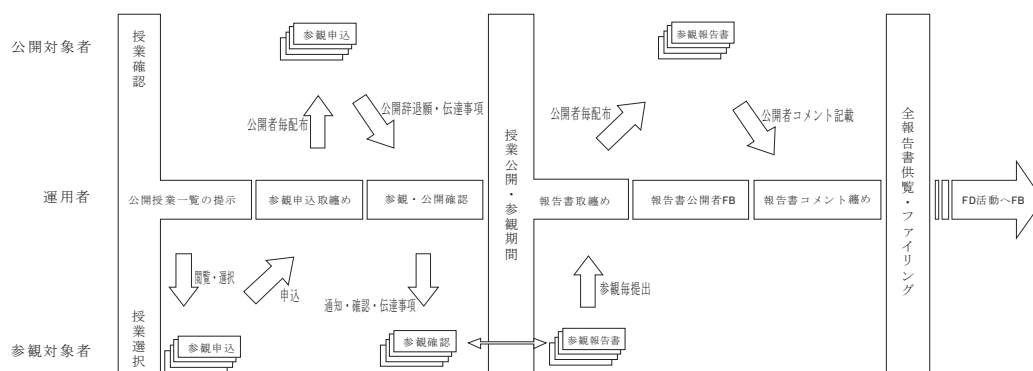 公開対象者
授業確認
参観申込
参観報告書
公開者毎配布
公開辞退願・伝達事項
公開者毎配布
公開者コメント記載
運用者
公開授業一覧の提示
参観申込取纏め
参観・公開確認
授業公開・参観期間
報告書取纏め
報告書公開者FB
報告書コメント纏め
全報告書供覧・ファイリング
FD活動へFB
閲覧・選択
申込
通知・確認・伝達事項
参観毎提出
参観対象者
授業選択
参観申込
参観確認
参観報告書